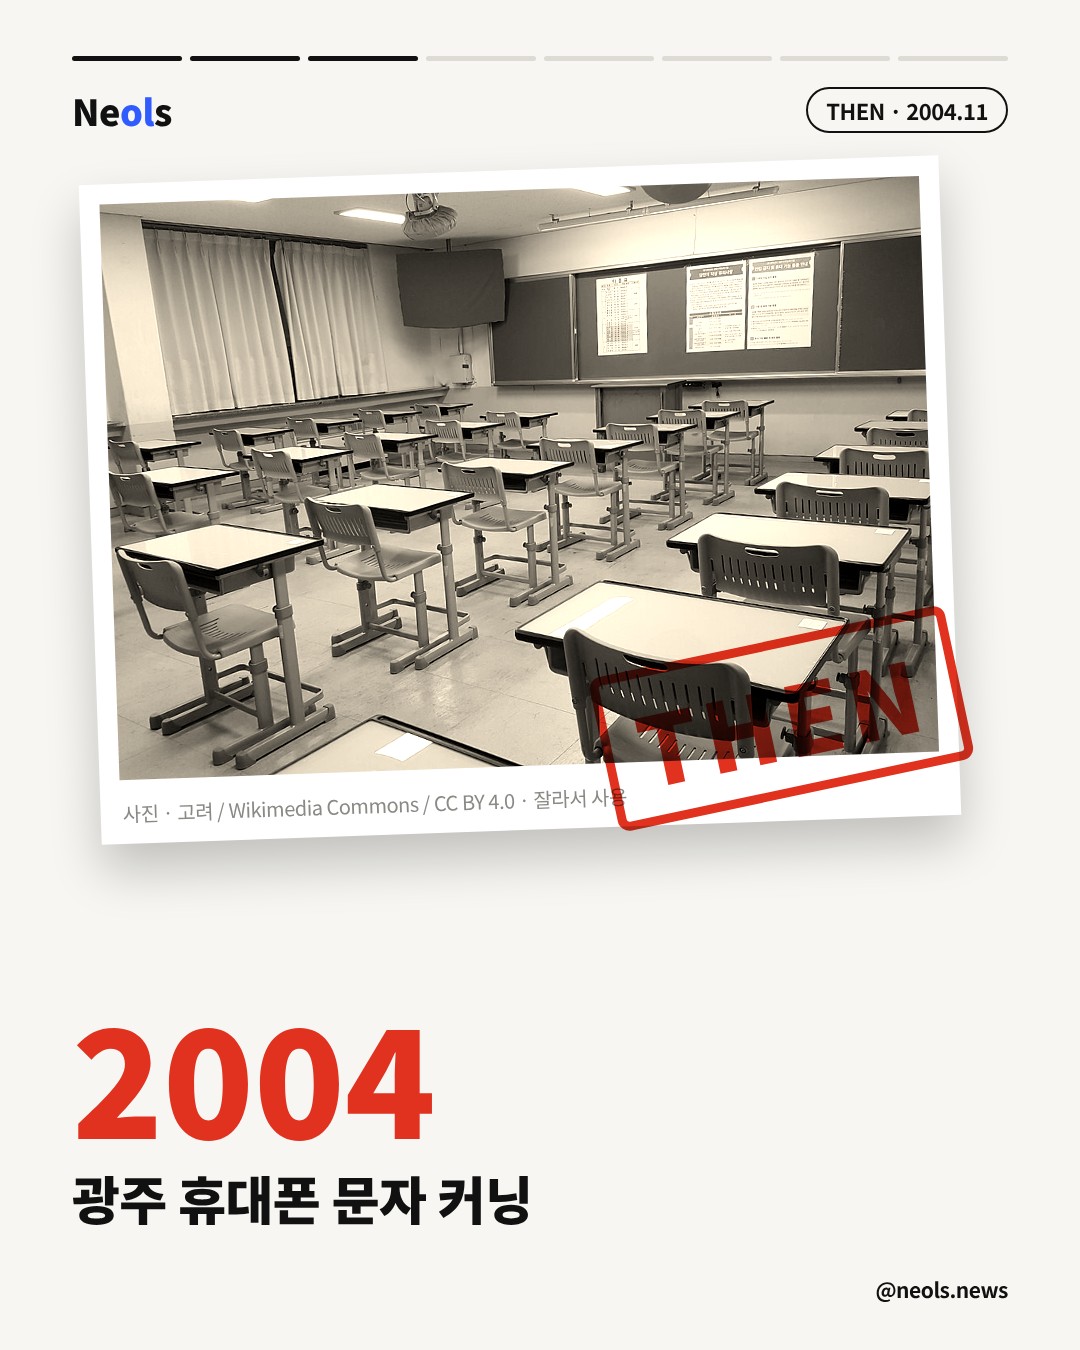 Neols
THEN · 2004.11
THEN
사진 · 고려 / Wikimedia Commons / CC BY 4.0 · 잘라서 사용
2004
광주 휴대폰 문자 커닝
@neols.news